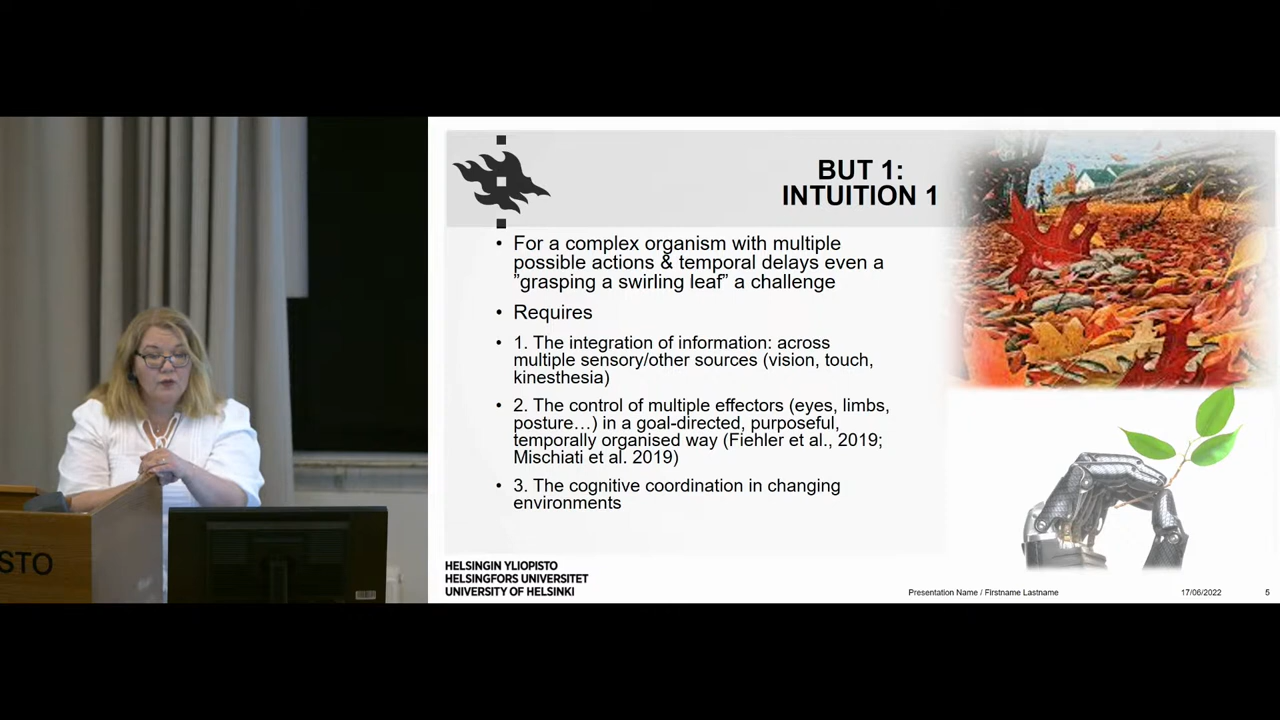 BUT 1:
INTUITION 1
• For a complex organism with multiple
possible actions & temporal delays even a
”grasping a swirling leaf” a challenge
• Requires
• 1. The integration of information: across
multiple sensory/other sources (vision, touch,
kinesthesia)
• 2. The control of multiple effectors (eyes, limbs,
posture…) in a goal-directed, purposeful,
temporally organised way (Fiehler et al., 2019;
Mischiati et al. 2019)
• 3. The cognitive coordination in changing
environments
STO
HELSINGIN YLIOPISTO
HELSINGFORS UNIVERSITET
UNIVERSITY OF HELSINKI
Presentation Name / Firstname Lastname
17/06/2022
5